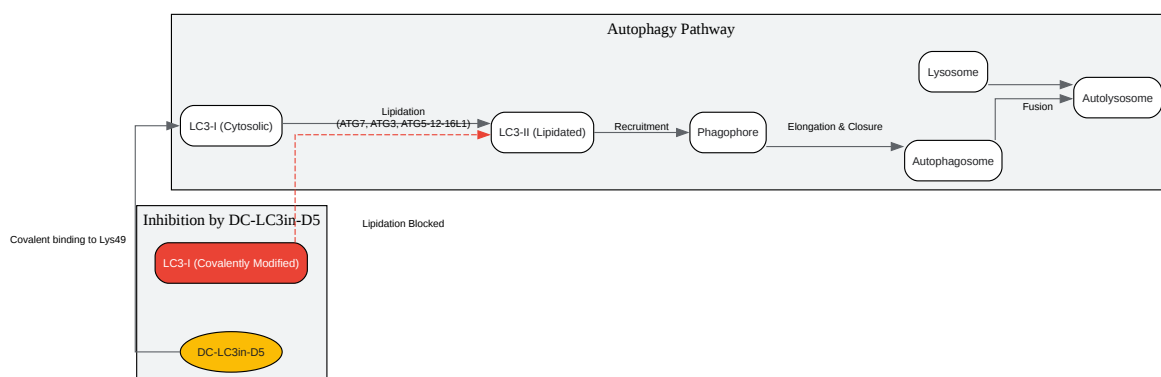 Autophagy Pathway
Lysosome
Autolysosome
Fusion
LC3-I (Cytosolic)
Lipidation
(ATG7, ATG3, ATG5-12-16L1)
LC3-II (Lipidated)
Recruitment
Phagophore
Elongation & Closure
Autophagosome
Inhibition by DC-LC3in-D5
Lipidation Blocked
Covalent binding to Lys49
LC3-I (Covalently Modified)
DC-LC3in-D5